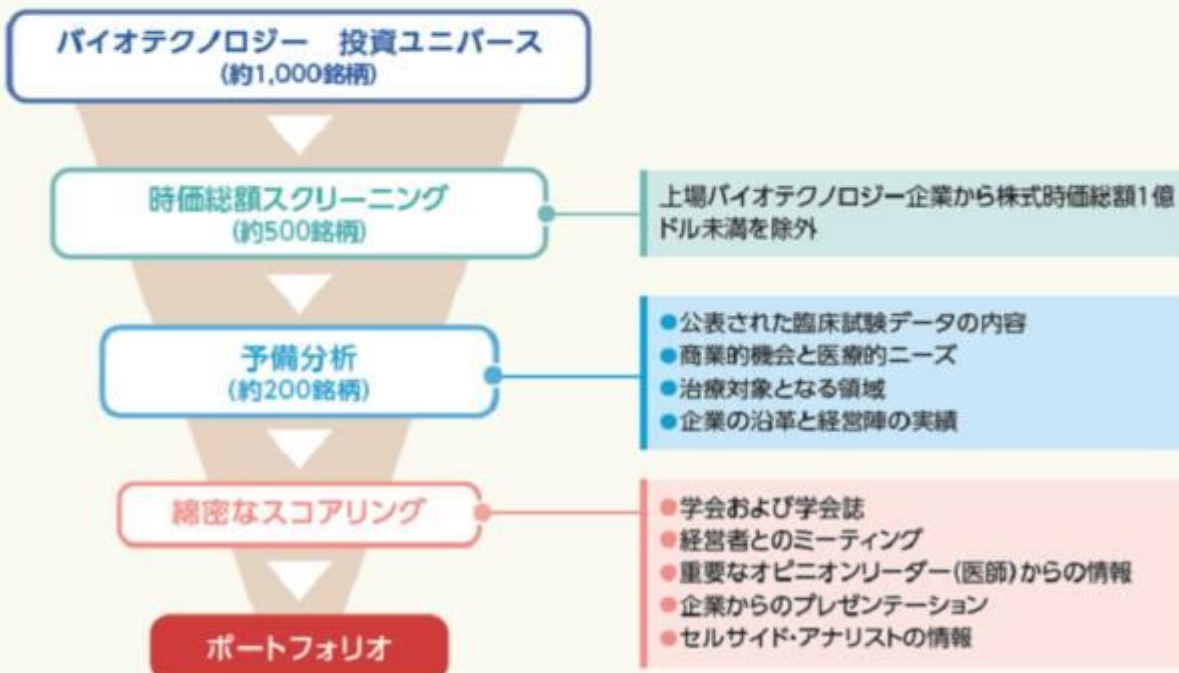 バイオテクノロジー 投資ユニバース
(約1,000銘柄)
時価総額スクリーニング
(約500銘柄)
上場バイオテクノロジー企業から株式時価総額1億
ドル未満を除外
予備分析
(約200銘柄)
●公表された臨床試験データの内容
●商業的機会と医療的ニーズ
●治療対象となる領域
●企業の沿革と経営陣の実績
綿密なスコアリング
●学会および学会誌
●経営者とのミーティング
●重要なオピニオンリーダー(医師)からの情報
●企業からのプレゼンテーション
●セルサイド・アナリストの情報
ポートフォリオ